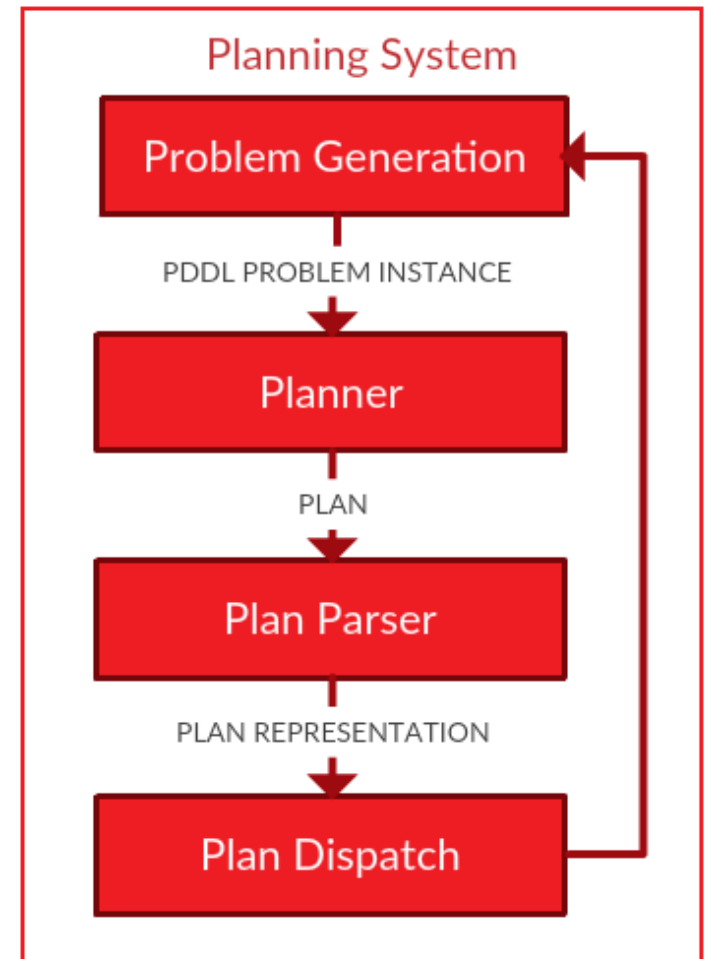 Planning System
Problem Generation
PDDL PROBLEM INSTANCE
Planner
PLAN
Plan Parser
PLAN REPRESENTATION
Plan Dispatch